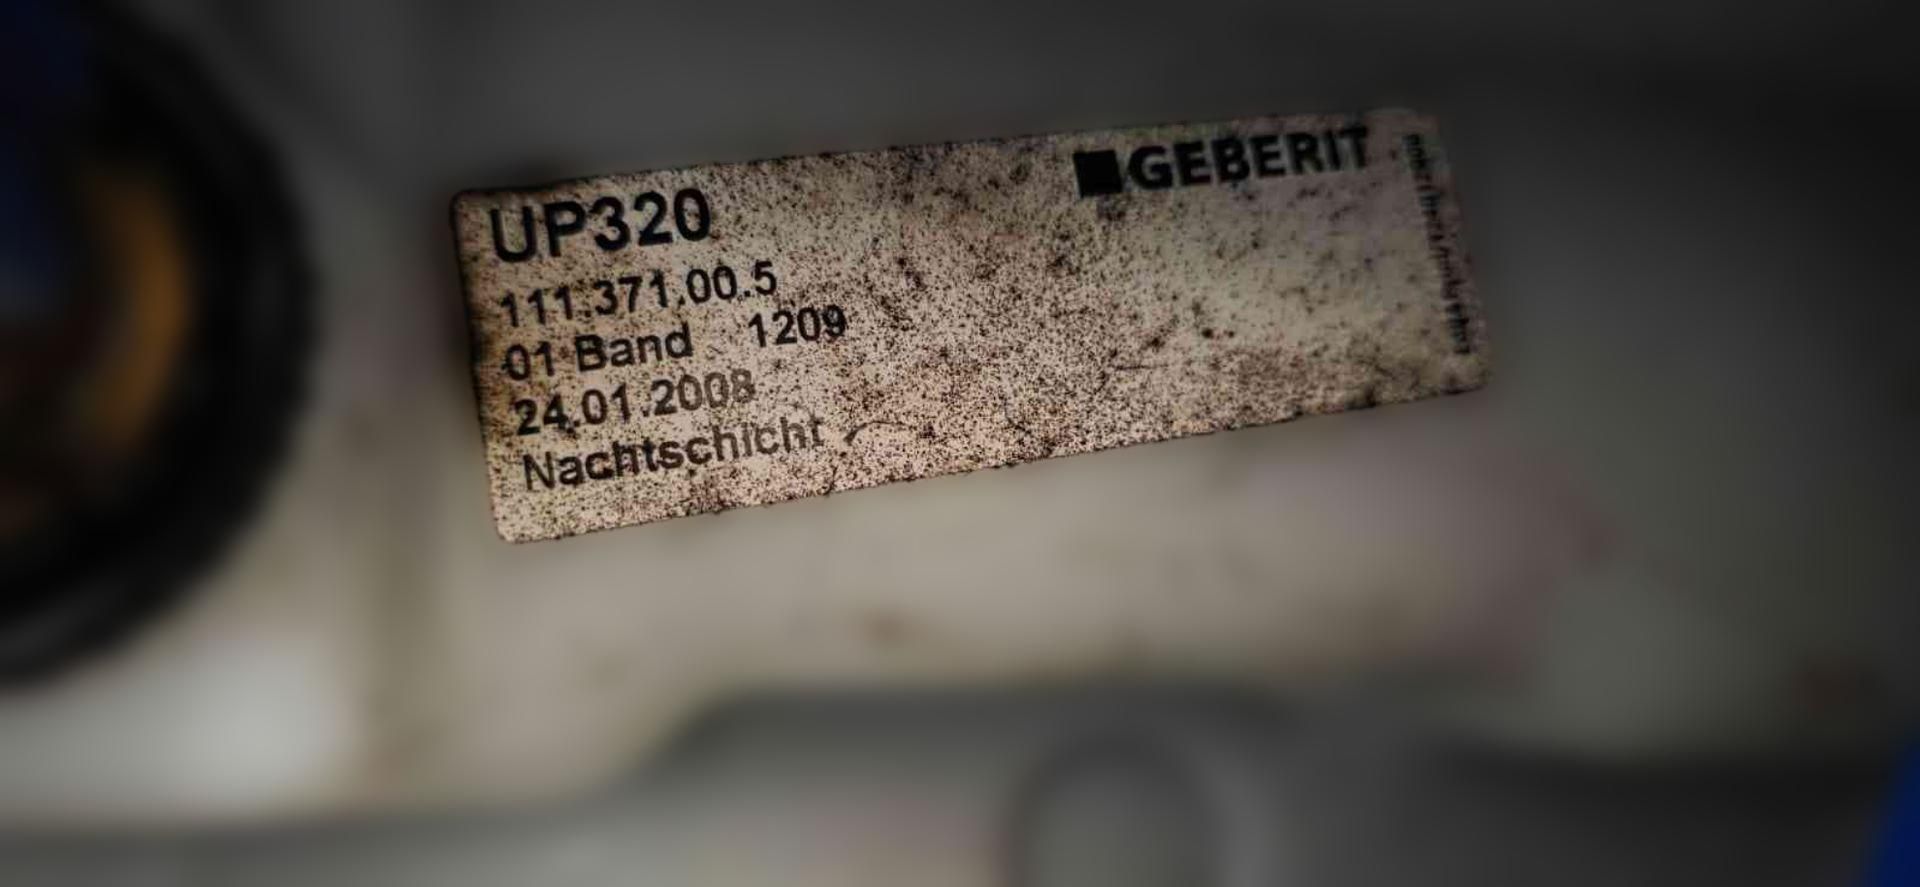 GEBERIT
UP320
111.371.00.5
01 Band 1209
24.01.2008
Nachtschicht